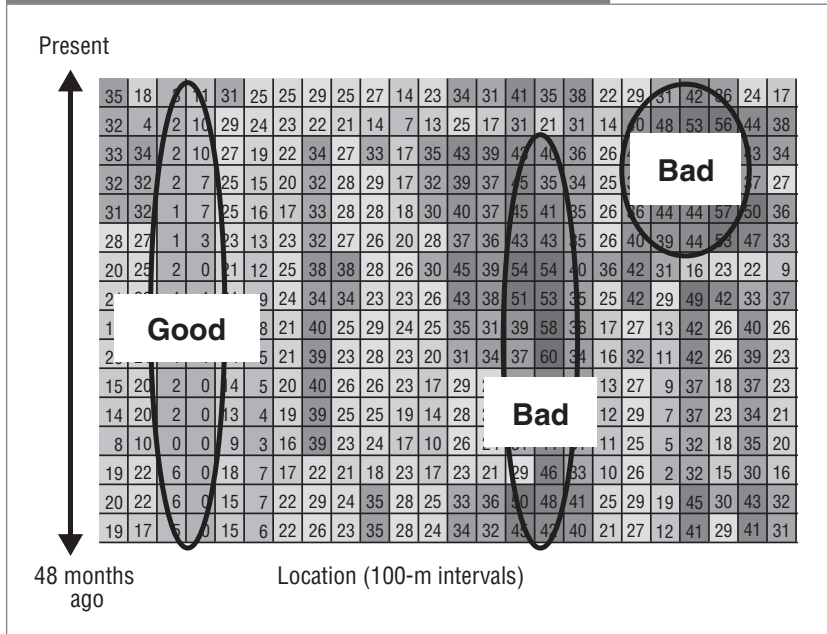 Present
35 18 3 11 31 25 25 29 25 27 14 23 34 31 41 35 38 22 29 31 42 36 24 17
32 4 2 10 29 24 23 22 21 14 7 13 25 17 31 21 31 14 48 53 56 44 38
33 34 2 10 27 19 22 34 27 33 17 35 43 39 43 40 36 26 34
32 32 2 7 25 15 20 32 28 29 17 32 39 37 45 35 34 25 27
Bad
31 32 1 7 25 16 17 33 28 28 18 30 40 37 45 41 35 26 36 44 44 57 50 36
28 27 1 3 23 13 23 32 27 26 20 28 37 36 43 43 35 26 40 39 44 53 47 33
20 25 2 0 21 12 25 38 38 28 26 30 45 39 54 54 40 36 42 31 16 23 22 9
9 24 34 34 23 23 26 43 38 51 53 35 25 42 29 49 42 33 37
Good
8 21 40 25 29 24 25 35 31 39 58 36 17 27 13 42 26 40 26
5 21 39 23 28 23 20 31 34 37 60 34 16 32 11 42 26 39 23
15 20 2 0 14 5 20 40 26 26 23 17 29 13 27 9 37 18 37 23
14 20 2 0 13 4 19 39 25 25 19 14 28 12 29 7 37 23 34 21
Bad
8 10 0 0 9 3 16 39 23 24 17 10 26 11 25 5 32 18 35 20
19 22 6 0 18 7 17 22 21 18 23 17 23 21 29 46 33 10 26 2 32 15 30 16
20 22 6 0 15 7 22 29 24 35 28 25 33 36 50 48 41 25 29 19 45 30 43 32
19 17 5 0 15 6 22 26 23 35 28 24 34 32 43 42 40 21 27 12 41 29 41 31
48 months
ago
Location (100-m intervals)